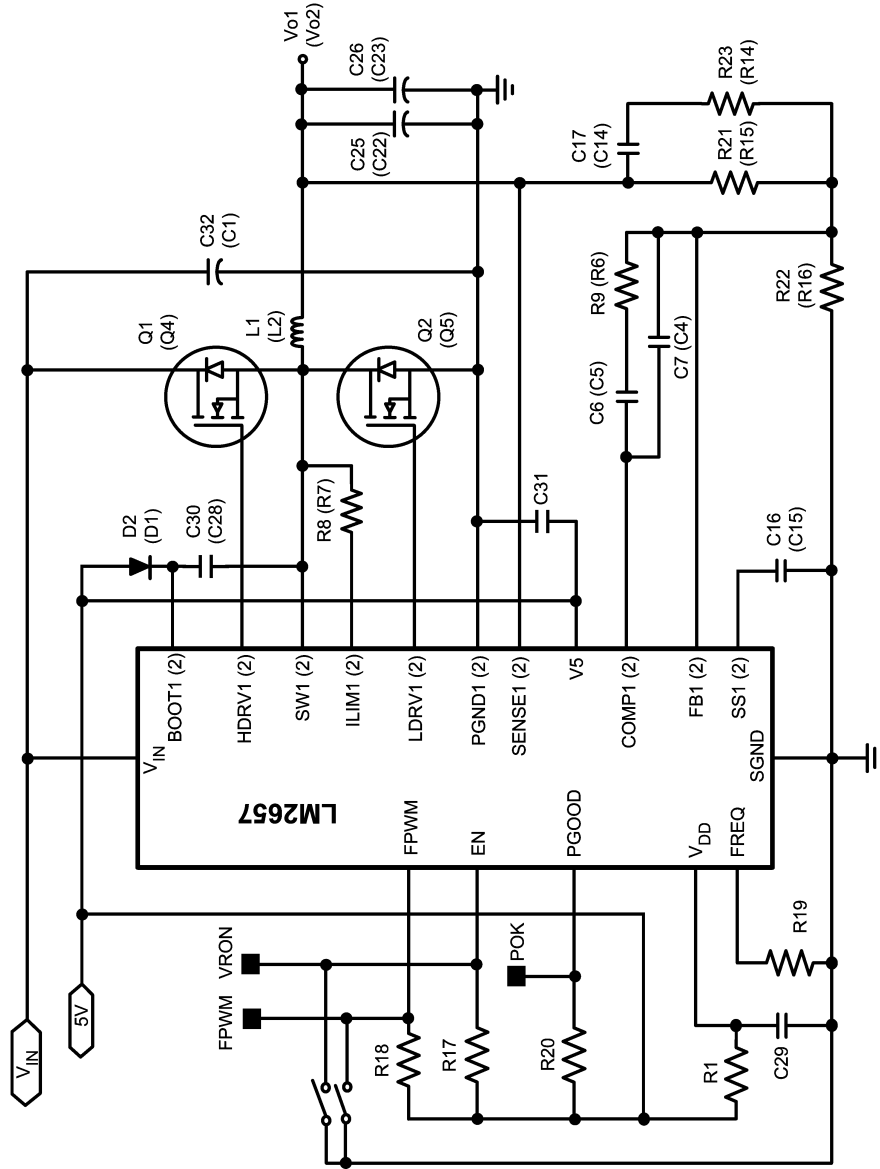 V_IN
5V
FPWM
VRON
POK
R18
R17
R20
R1
C29
R19
LM2657
FPWM
EN
PGOOD
V_DD
FREQ
V_IN
BOOT1 (2)
HDRV1 (2)
SW1 (2)
ILIM1 (2)
LDRV1 (2)
PGND1 (2)
SENSE1 (2)
V5
COMP1 (2)
FB1 (2)
SS1 (2)
SGND
D2
(D1)
C30
(C28)
R8 (R7)
C31
C16
(C15)
Q1
(Q4)
L1
(L2)
Q2
(Q5)
C6 (C5)
R9 (R6)
C7 (C4)
R22
(R16)
C32
(C1)
C25
(C22)
C26
(C23)
C17
(C14)
R21
(R15)
R23
(R14)
Vo1
(Vo2)